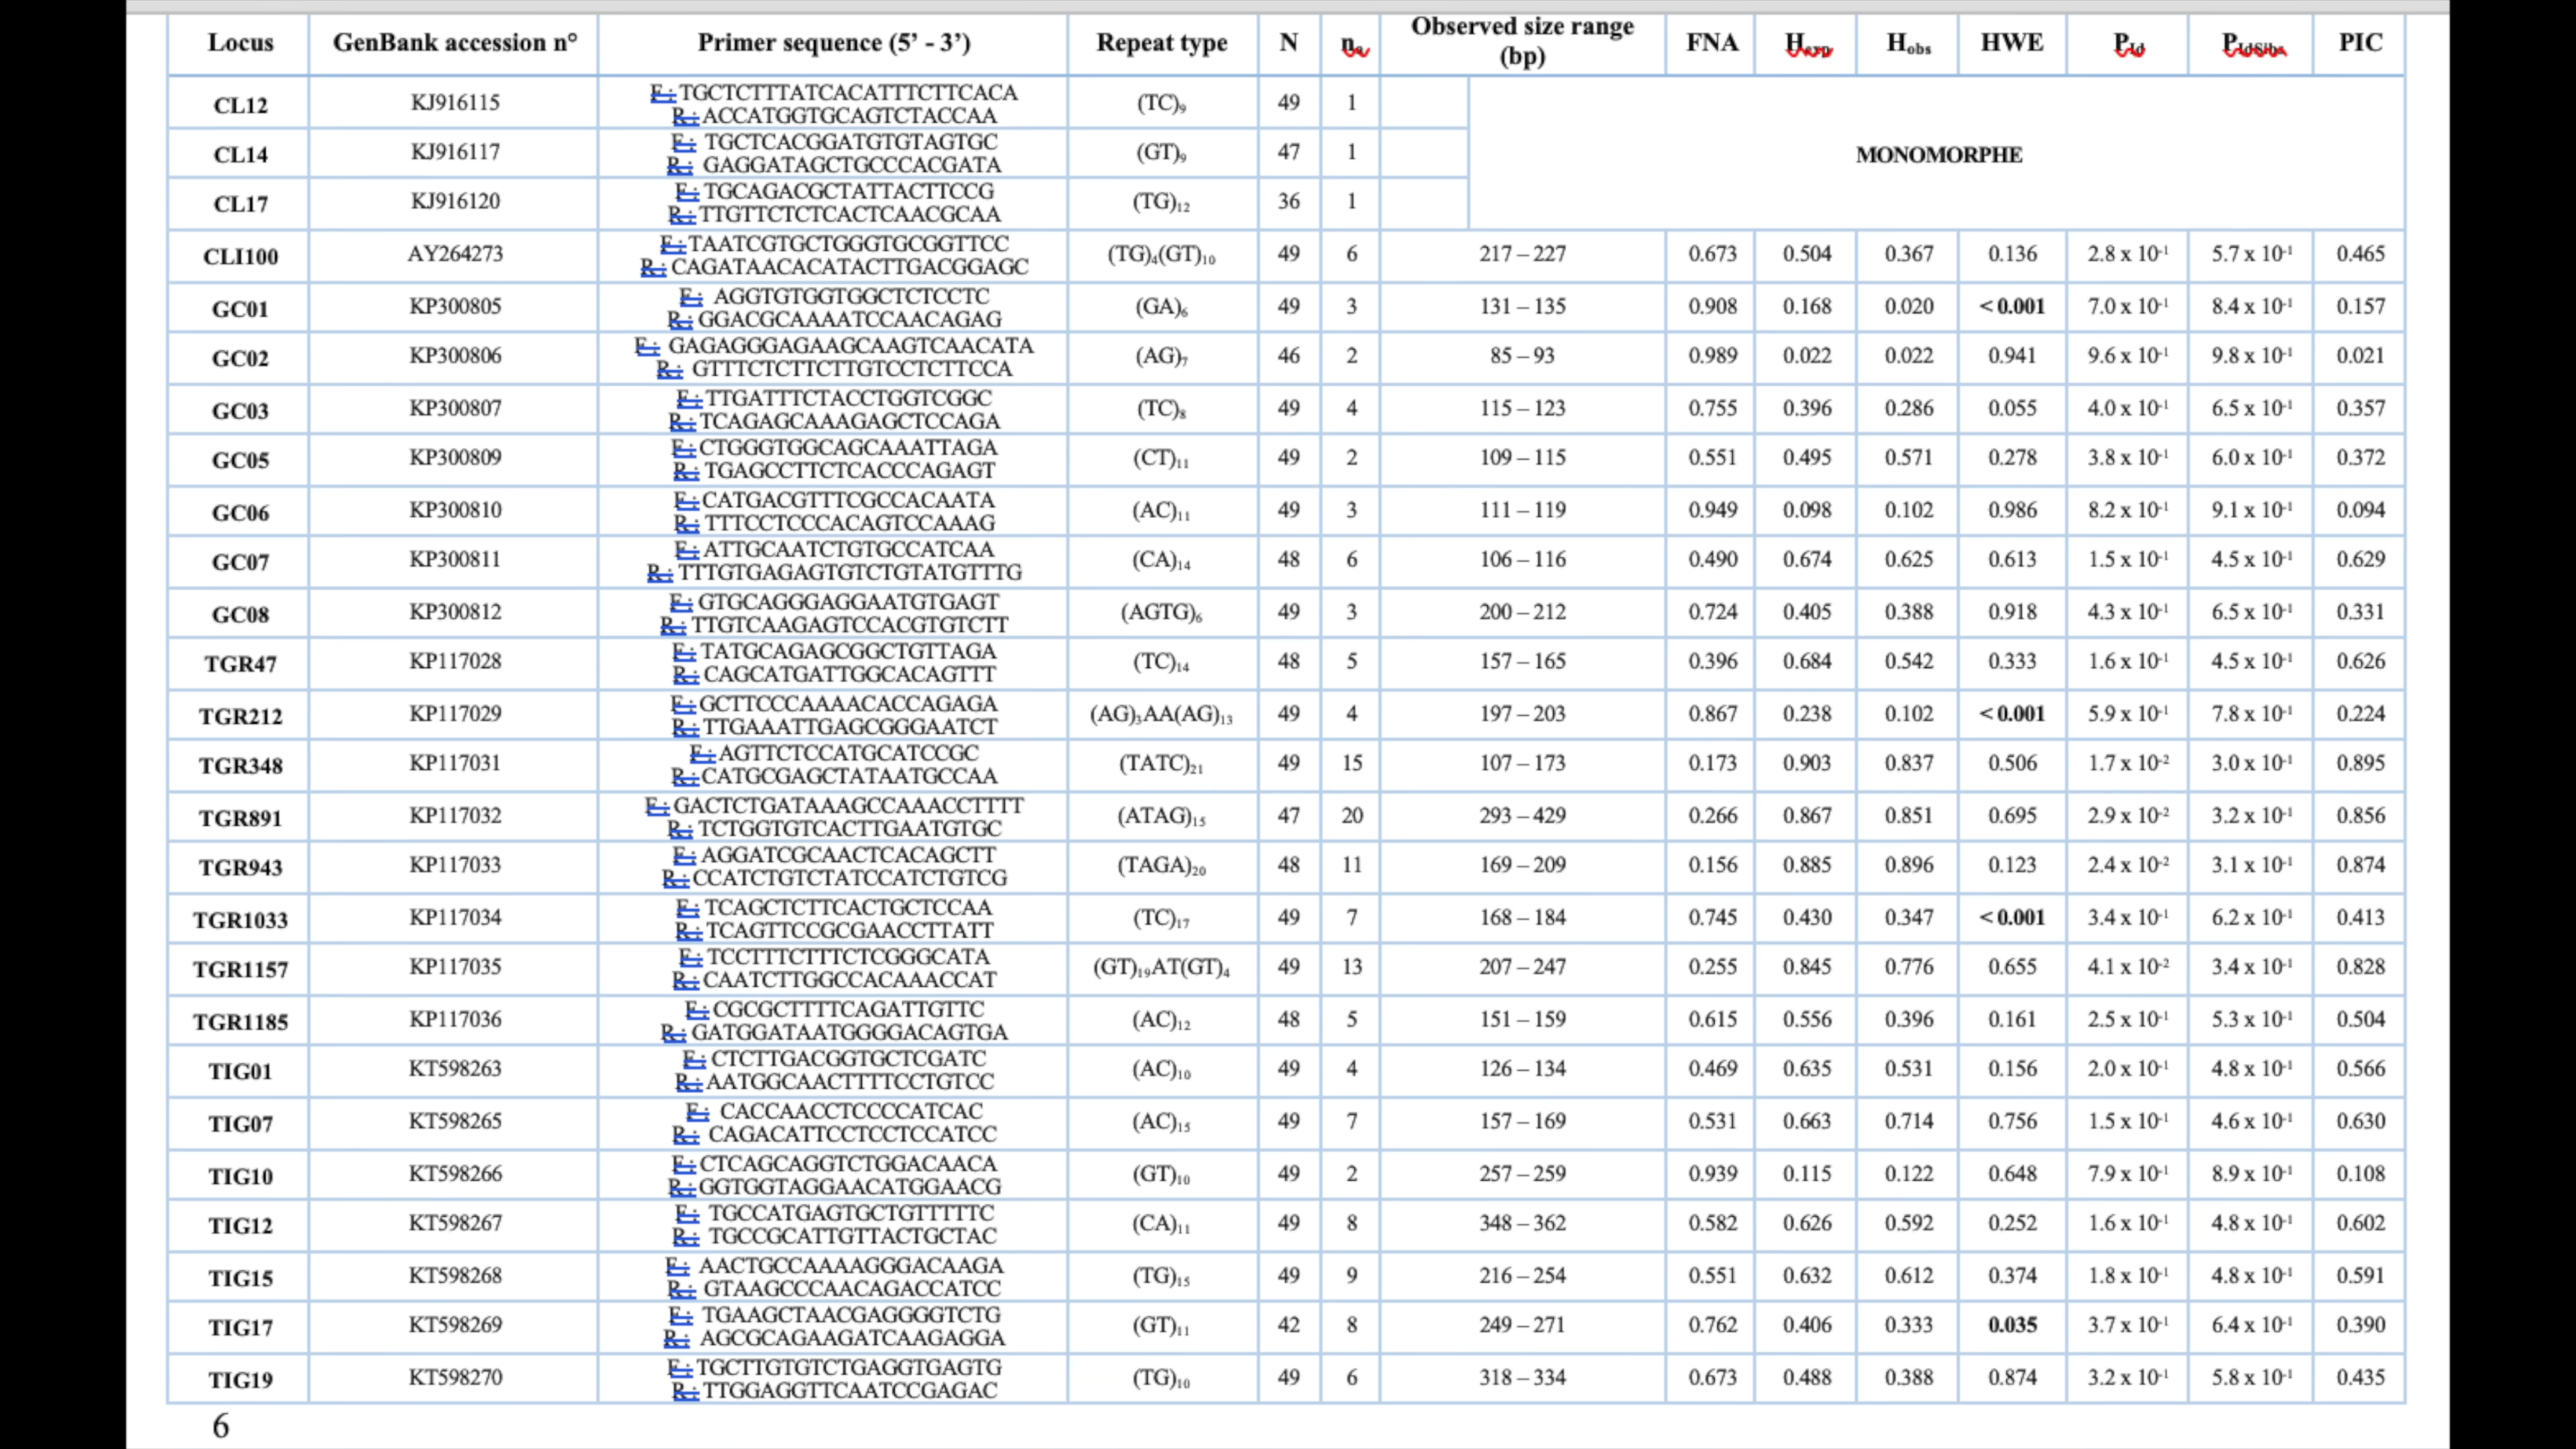 Locus GenBank accession n° Primer sequence (5’ - 3’) Repeat type N nₐ Observed size range (bp) FNA Hexp Hobs HWE PId PIdSibs PIC
CL12 KJ916115 F : TGCTCTTTATCACATTTCTTCACA (TC)₉ 49 1
R : ACCATGGTGCAGTCTACCAA
CL14 KJ916117 F : TGCTCACGGATGTGTAGTGC (GT)₉ 47 1 MONOMORPHE
R : GAGGATAGCTGCCCACGATA
CL17 KJ916120 F : TGCAGACGCTATTACTTCCG (TG)₁₂ 36 1
R : TTGTTCTCTCACTCAACGCAA
CLI100 AY264273 F : TAATCGTGCTGGGTGCGGTTCC (TG)₄(GT)₁₀ 49 6 217 – 227 0.673 0.504 0.367 0.136 2.8 x 10⁻¹ 5.7 x 10⁻¹ 0.465
R : CAGATAACACATACTTGACGGAGC
GC01 KP300805 F : AGGTGTGGTGGCTCTCCTC (GA)₆ 49 3 131 – 135 0.908 0.168 0.020 < 0.001 7.0 x 10⁻¹ 8.4 x 10⁻¹ 0.157
R : GGACGCAAAATCCAACAGAG
GC02 KP300806 F : GAGAGGGAGAAGCAAGTCAACATA (AG)₇ 46 2 85 – 93 0.989 0.022 0.022 0.941 9.6 x 10⁻¹ 9.8 x 10⁻¹ 0.021
R : GTTTCTCTTCTTGTCCTCTTCCA
GC03 KP300807 F : TTGATTTCTACCTGGTCGGC (TC)₈ 49 4 115 – 123 0.755 0.396 0.286 0.055 4.0 x 10⁻¹ 6.5 x 10⁻¹ 0.357
R : TCAGAGCAAAGAGCTCCAGA
GC05 KP300809 F : CTGGGTGGCAGCAAATTAGA (CT)₁₁ 49 2 109 – 115 0.551 0.495 0.571 0.278 3.8 x 10⁻¹ 6.0 x 10⁻¹ 0.372
R : TGAGCCTTCTCACCCAGAGT
GC06 KP300810 F : CATGACGTTTCGCCACAATA (AC)₁₁ 49 3 111 – 119 0.949 0.098 0.102 0.986 8.2 x 10⁻¹ 9.1 x 10⁻¹ 0.094
R : TTTCCTCCCACAGTCCAAAG
GC07 KP300811 F : ATTGCAATCTGTGCCATCAA (CA)₁₄ 48 6 106 – 116 0.490 0.674 0.625 0.613 1.5 x 10⁻¹ 4.5 x 10⁻¹ 0.629
R : TTTGTGAGAGTGTCTGTATGTTTG
GC08 KP300812 F : GTGCAGGGAGGAATGTGAGT (AGTG)₆ 49 3 200 – 212 0.724 0.405 0.388 0.918 4.3 x 10⁻¹ 6.5 x 10⁻¹ 0.331
R : TTGTCAAGAGTCCACGTGTCTT
TGR47 KP117028 F : TATGCAGAGCGGCTGTTAGA (TC)₁₄ 48 5 157 – 165 0.396 0.684 0.542 0.333 1.6 x 10⁻¹ 4.5 x 10⁻¹ 0.626
R : CAGCATGATTGGCACAGTTT
TGR212 KP117029 F : GCTTCCCAAAACACCAGAGA (AG)₃AA(AG)₁₃ 49 4 197 – 203 0.867 0.238 0.102 < 0.001 5.9 x 10⁻¹ 7.8 x 10⁻¹ 0.224
R : TTGAAATTGAGCGGGAATCT
TGR348 KP117031 F : AGTTCTCCATGCATCCGC (TATC)₂₁ 49 15 107 – 173 0.173 0.903 0.837 0.506 1.7 x 10⁻² 3.0 x 10⁻¹ 0.895
R : CATGCGAGCTATAATGCCAA
TGR891 KP117032 F : GACTCTGATAAAGCCAAACCTTTT (ATAG)₁₅ 47 20 293 – 429 0.266 0.867 0.851 0.695 2.9 x 10⁻² 3.2 x 10⁻¹ 0.856
R : TCTGGTGTCACTTGAATGTGC
TGR943 KP117033 F : AGGATCGCAACTCACAGCTT (TAGA)₂₀ 48 11 169 – 209 0.156 0.885 0.896 0.123 2.4 x 10⁻² 3.1 x 10⁻¹ 0.874
R : CCATCTGTCTATCCATCTGTCG
TGR1033 KP117034 F : TCAGCTCTTCACTGCTCCAA (TC)₁₇ 49 7 168 – 184 0.745 0.430 0.347 < 0.001 3.4 x 10⁻¹ 6.2 x 10⁻¹ 0.413
R : TCAGTTCCGCGAACCTTATT
TGR1157 KP117035 F : TCCTTTCTTTCTCGGGCATA (GT)₁₉AT(GT)₄ 49 13 207 – 247 0.255 0.845 0.776 0.655 4.1 x 10⁻² 3.4 x 10⁻¹ 0.828
R : CAATCTTGGCCACAAACCAT
TGR1185 KP117036 F : CGCGCTTTTCAGATTGTTC (AC)₁₂ 48 5 151 – 159 0.615 0.556 0.396 0.161 2.5 x 10⁻¹ 5.3 x 10⁻¹ 0.504
R : GATGGATAATGGGGACAGTGA
TIG01 KT598263 F : CTCTTGACGGTGCTCGATC (AC)₁₀ 49 4 126 – 134 0.469 0.635 0.531 0.156 2.0 x 10⁻¹ 4.8 x 10⁻¹ 0.566
R : AATGGCAACTTTTCCTGTCC
TIG07 KT598265 F : CACCAACCTCCCCATCAC (AC)₁₅ 49 7 157 – 169 0.531 0.663 0.714 0.756 1.5 x 10⁻¹ 4.6 x 10⁻¹ 0.630
R : CAGACATTCCTCCTCCATCC
TIG10 KT598266 F : CTCAGCAGGTCTGGACAACA (GT)₁₀ 49 2 257 – 259 0.939 0.115 0.122 0.648 7.9 x 10⁻¹ 8.9 x 10⁻¹ 0.108
R : GGTGGTAGGAACATGGAACG
TIG12 KT598267 F : TGCCATGAGTGCTGTTTTTC (CA)₁₁ 49 8 348 – 362 0.582 0.626 0.592 0.252 1.6 x 10⁻¹ 4.8 x 10⁻¹ 0.602
R : TGCCGCATTGTTACTGCTAC
TIG15 KT598268 F : AACTGCCAAAAGGGACAAGA (TG)₁₅ 49 9 216 – 254 0.551 0.632 0.612 0.374 1.8 x 10⁻¹ 4.8 x 10⁻¹ 0.591
R : GTAAGCCCAACAGACCATCC
TIG17 KT598269 F : TGAAGCTAACGAGGGGTCTG (GT)₁₁ 42 8 249 – 271 0.762 0.406 0.333 0.035 3.7 x 10⁻¹ 6.4 x 10⁻¹ 0.390
R : AGCGCAGAAGATCAAGAGGA
TIG19 KT598270 F : TGCTTGTGTCTGAGGTGAGTG (TG)₁₀ 49 6 318 – 334 0.673 0.488 0.388 0.874 3.2 x 10⁻¹ 5.8 x 10⁻¹ 0.435
R : TTGGAGGTTCAATCCGAGAC
6